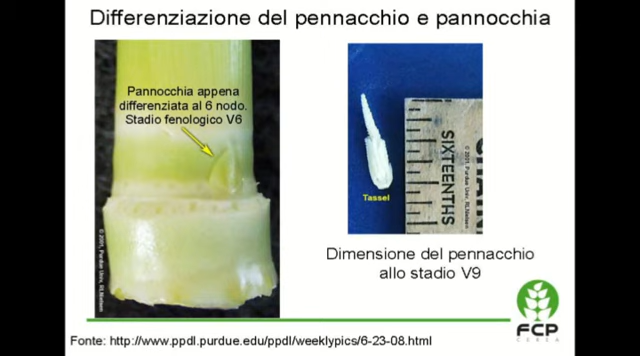 Differenziazione del pennacchio e pannocchia
Pannocchia appena
differenziata al 6 nodo.
Stadio fenologico V6
© 2001, Purdue Univ, RLNielsen
Tassel
SIXTEENTHS
© 2001, Purdue Univ, RLNielsen
Dimensione del pennacchio
allo stadio V9
FCP
CEREA
Fonte: http://www.ppdl.purdue.edu/ppdl/weeklypics/6-23-08.html